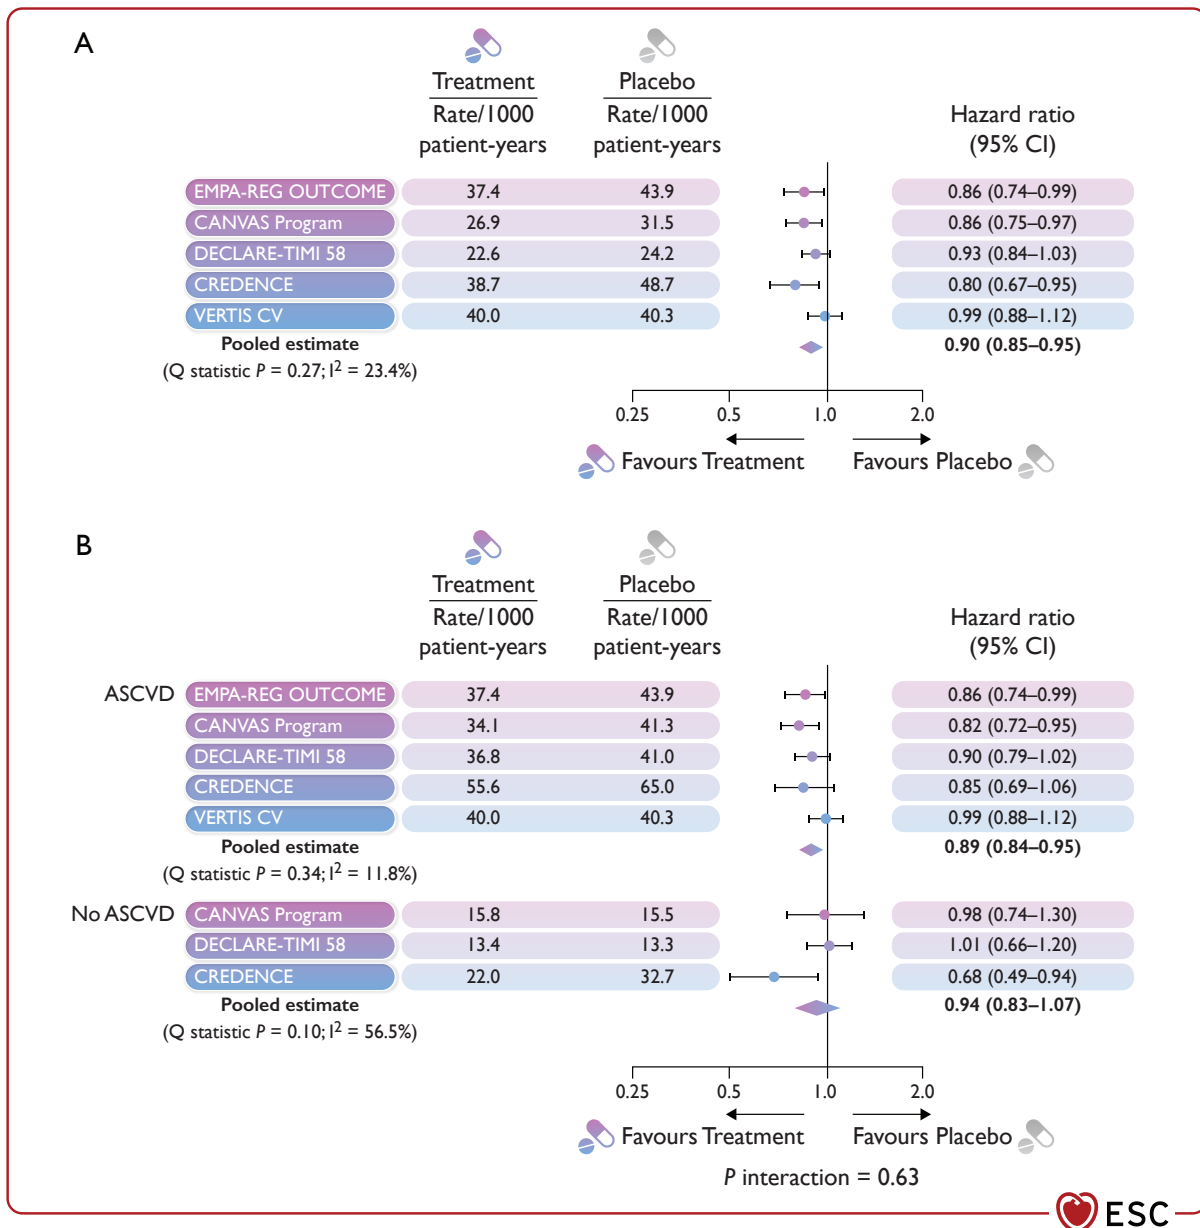 A
Treatment Placebo
Rate/1000 Rate/1000 Hazard ratio
patient-years patient-years (95% CI)
EMPA-REG OUTCOME 37.4 43.9 0.86 (0.74–0.99)
CANVAS Program 26.9 31.5 0.86 (0.75–0.97)
DECLARE-TIMI 58 22.6 24.2 0.93 (0.84–1.03)
CREDENCE 38.7 48.7 0.80 (0.67–0.95)
VERTIS CV 40.0 40.3 0.99 (0.88–1.12)
Pooled estimate 0.90 (0.85–0.95)
(Q statistic P = 0.27; I² = 23.4%)
0.25 0.5 1.0 2.0
Favours Treatment Favours Placebo
B
Treatment Placebo
Rate/1000 Rate/1000 Hazard ratio
patient-years patient-years (95% CI)
ASCVD EMPA-REG OUTCOME 37.4 43.9 0.86 (0.74–0.99)
CANVAS Program 34.1 41.3 0.82 (0.72–0.95)
DECLARE-TIMI 58 36.8 41.0 0.90 (0.79–1.02)
CREDENCE 55.6 65.0 0.85 (0.69–1.06)
VERTIS CV 40.0 40.3 0.99 (0.88–1.12)
Pooled estimate 0.89 (0.84–0.95)
(Q statistic P = 0.34; I² = 11.8%)
No ASCVD CANVAS Program 15.8 15.5 0.98 (0.74–1.30)
DECLARE-TIMI 58 13.4 13.3 1.01 (0.66–1.20)
CREDENCE 22.0 32.7 0.68 (0.49–0.94)
Pooled estimate 0.94 (0.83–1.07)
(Q statistic P = 0.10; I² = 56.5%)
0.25 0.5 1.0 2.0
Favours Treatment Favours Placebo
P interaction = 0.63
ESC